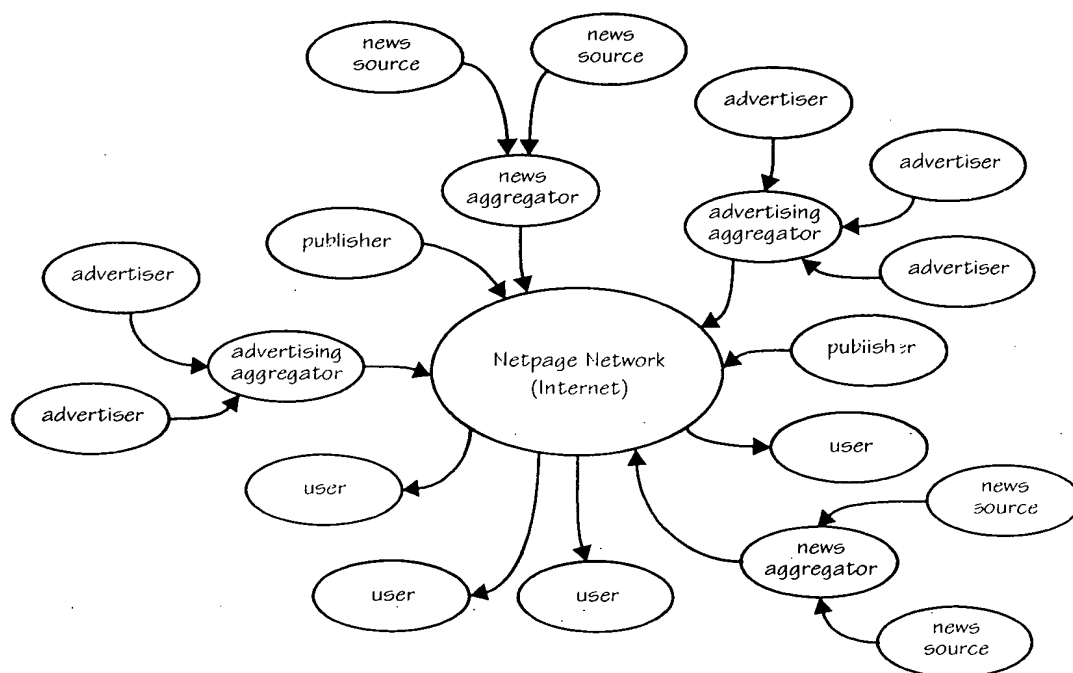 news
source
news
source
advertiser
advertiser
news
aggregator
advertising
aggregator
publisher
advertiser
advertiser
Netpage Network
(Internet)
publisher
advertising
aggregator
advertiser
user
user
news
source
news
aggregator
user
user
news
source